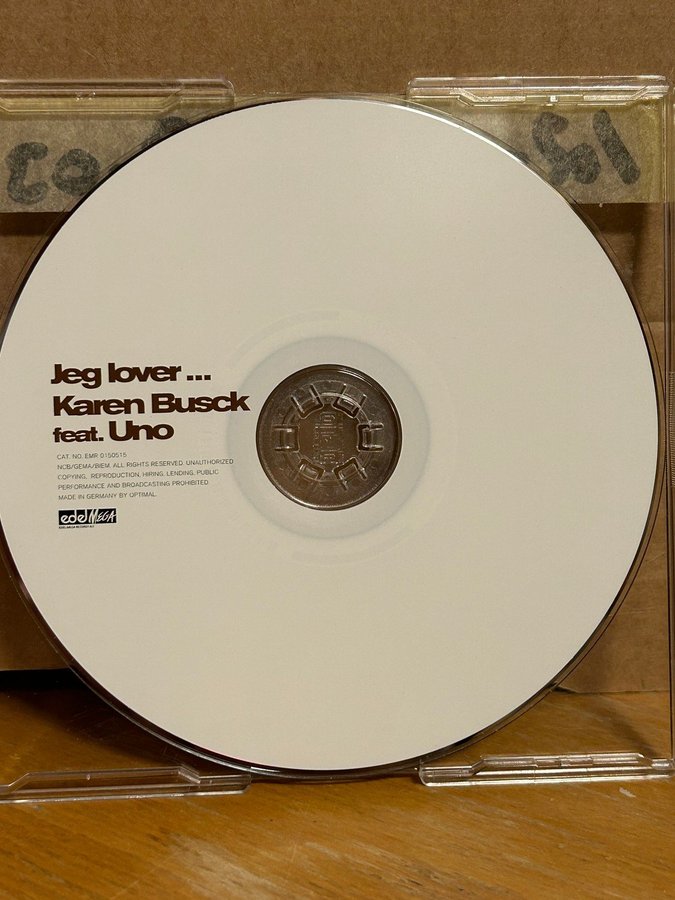 Jeg lover ...
Karen Busck
feat. Uno
CAT. NO. EMR 0150515
NCB/GEMA/BIEM. ALL RIGHTS RESERVED. UNAUTHORIZED
COPYING, REPRODUCTION, HIRING, LENDING, PUBLIC
PERFORMANCE AND BROADCASTING PROHIBITED.
MADE IN GERMANY BY OPTIMAL.
edel MEGA